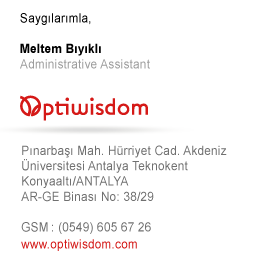 Saygılarımla,
Meltem Bıyıklı
Administrative Assistant
Optiwisdom
Pınarbaşı Mah. Hürriyet Cad. Akdeniz
Üniversitesi Antalya Teknokent
Konyaaltı/ANTALYA
AR-GE Binası No: 38/29
GSM : (0549) 605 67 26
www.optiwisdom.com